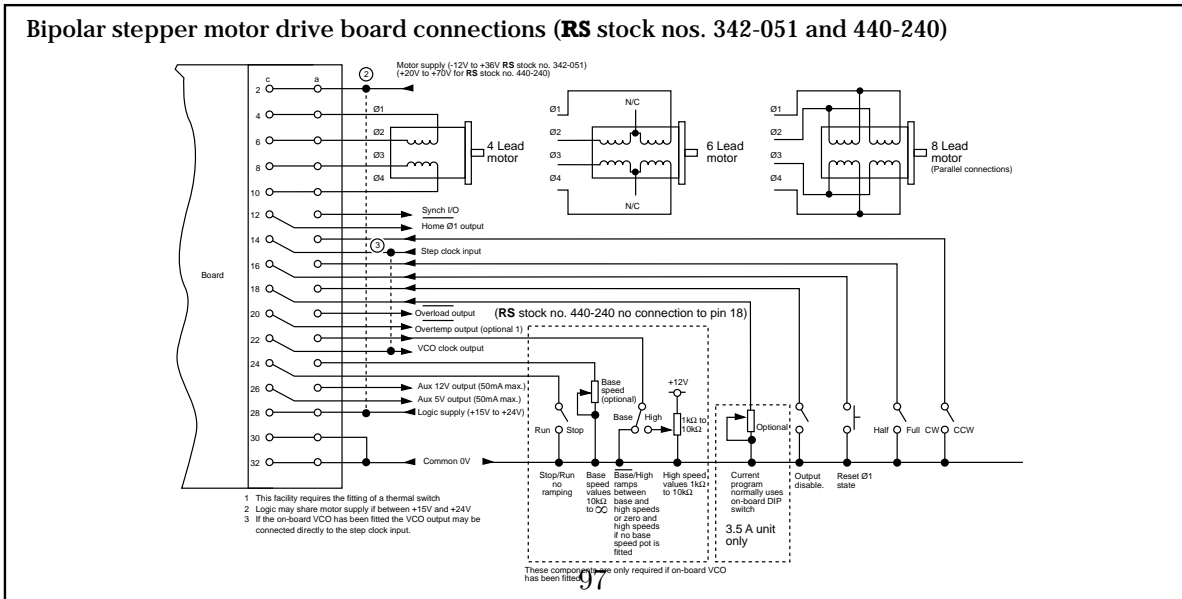 Bipolar stepper motor drive board connections (RS stock nos. 342-051 and 440-240)
Motor supply (-12V to +36V RS stock no. 342-051)
(+20V to +70V for RS stock no. 440-240)
c a
2
4
6
8
10
12
14
16
18
20
22
24
26
28
30
32
Board
2
Ø1
Ø2
Ø3
Ø4
4 Lead
motor
Ø1
Ø2
Ø3
Ø4
N/C
N/C
6 Lead
motor
Ø1
Ø2
Ø3
Ø4
8 Lead
motor
(Parallel connections)
Synch I/O
Home Ø1 output
3
Step clock input
Overload output
(RS stock no. 440-240 no connection to pin 18)
Overtemp output (optional 1)
VCO clock output
Aux 12V output (50mA max.)
Aux 5V output (50mA max.)
Logic supply (+15V to +24V)
Common 0V
Run Stop
Base
speed
(optional)
Base High
+12V
1kΩ to
10kΩ
Optional
Half Full
CW CCW
Stop/Run
no
ramping
Base
speed
values
10kΩ
to ∞
Base/High
ramps
between
base and
high speeds
or zero and
high speeds
if no base
speed pot is
fitted
High speed
values 1kΩ
to 10kΩ
Current
program
normally uses
on-board DIP
switch
3.5 A unit
only
Output
disable.
Reset Ø1
state
1 This facility requires the fitting of a thermal switch
2 Logic may share motor supply if between +15V and +24V
3 If the on-board VCO has been fitted the VCO output may be
connected directly to the step clock input.
These components are only required if on-board VCO
has been fitted
97